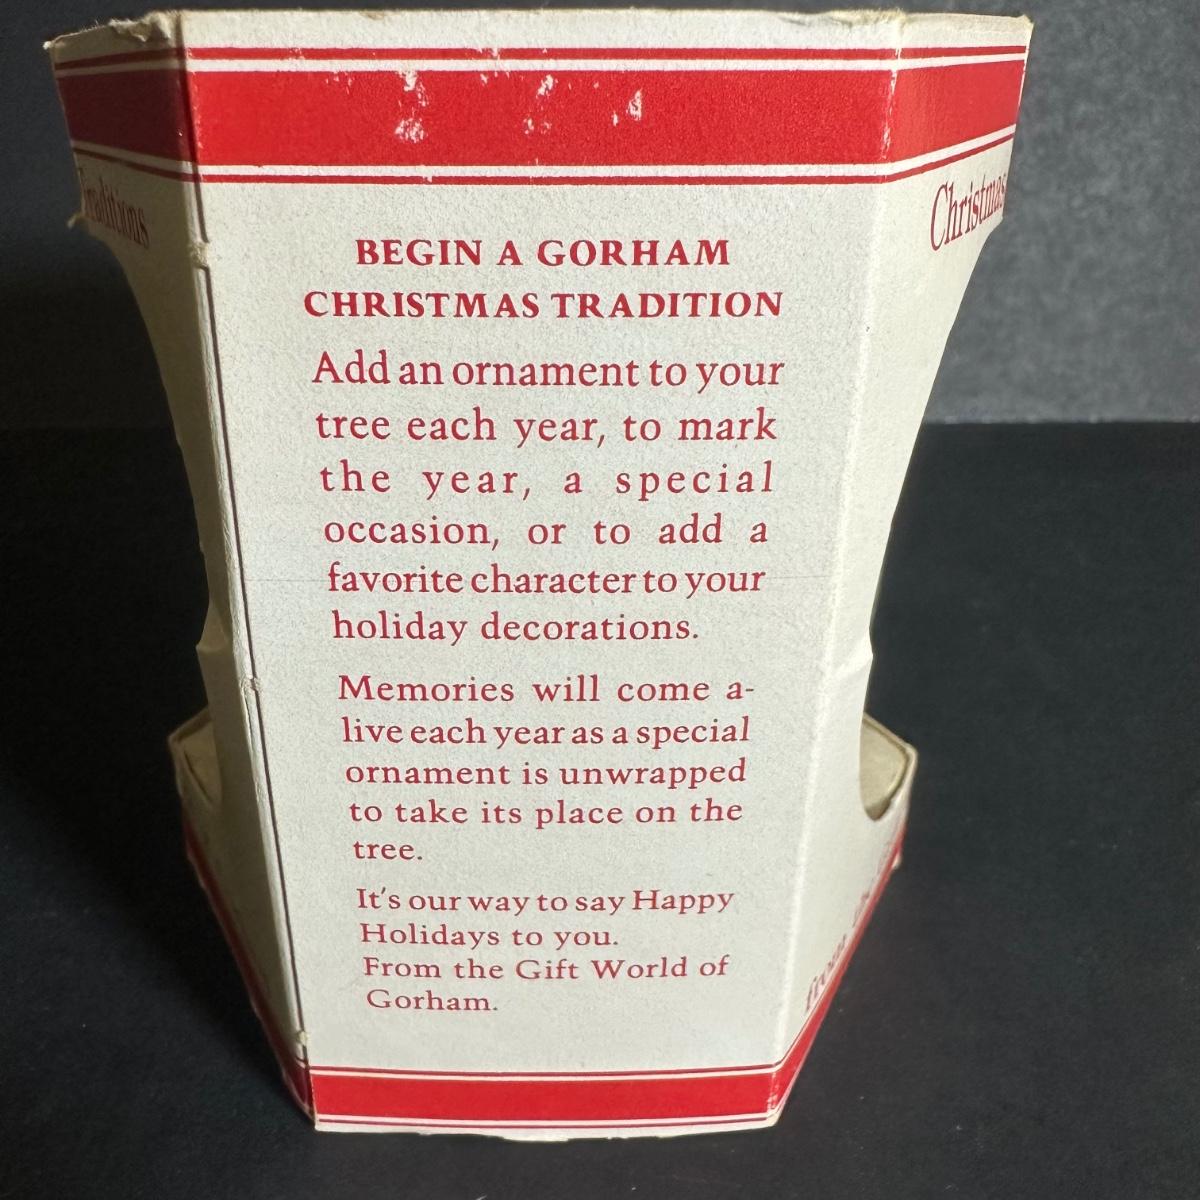 Traditions
Christmas
BEGIN A GORHAM
CHRISTMAS TRADITION
Add an ornament to your
tree each year, to mark
the year, a special
occasion, or to add a
favorite character to your
holiday decorations.
Memories will come a-
live each year as a special
ornament is unwrapped
to take its place on the
tree.
It's our way to say Happy
Holidays to you.
From the Gift World of
Gorham.
from the